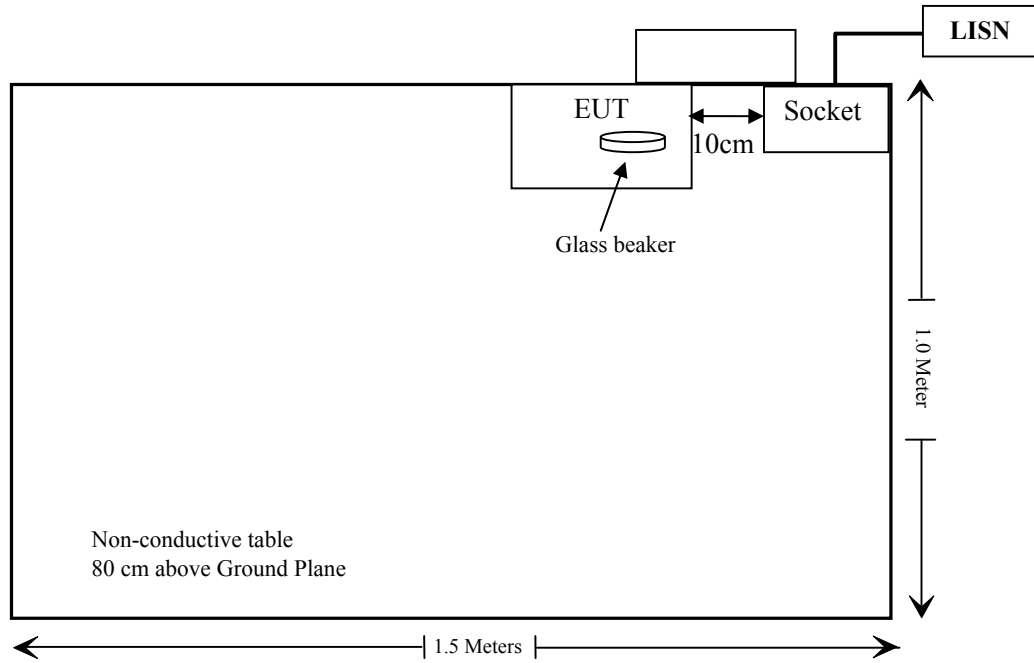 LISN
EUT
Socket
10cm
Glass beaker
1.0 Meter
Non-conductive table
80 cm above Ground Plane
1.5 Meters